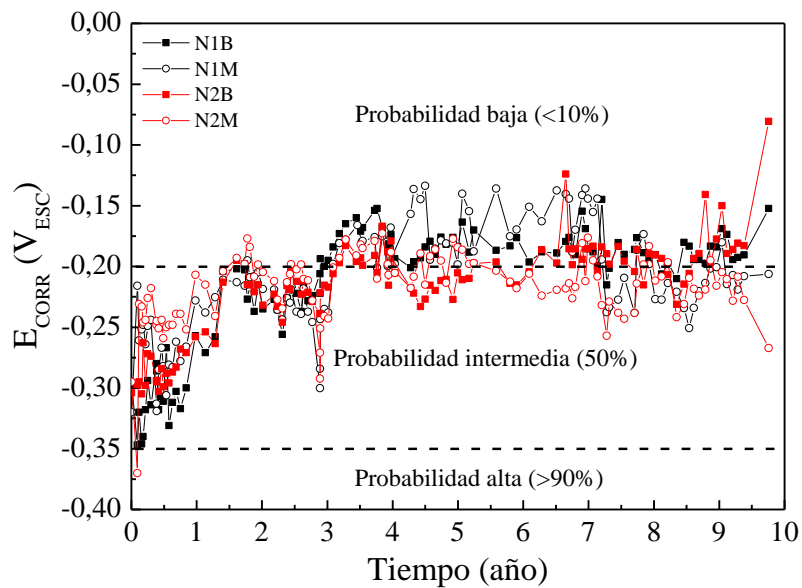 0,00
-0,05
-0,10
-0,15
-0,20
-0,25
-0,30
-0,35
-0,40
E_CORR (V_ESC)
N1B
N1M
N2B
N2M
Probabilidad baja (<10%)
Probabilidad intermedia (50%)
Probabilidad alta (>90%)
0 1 2 3 4 5 6 7 8 9 10
Tiempo (año)